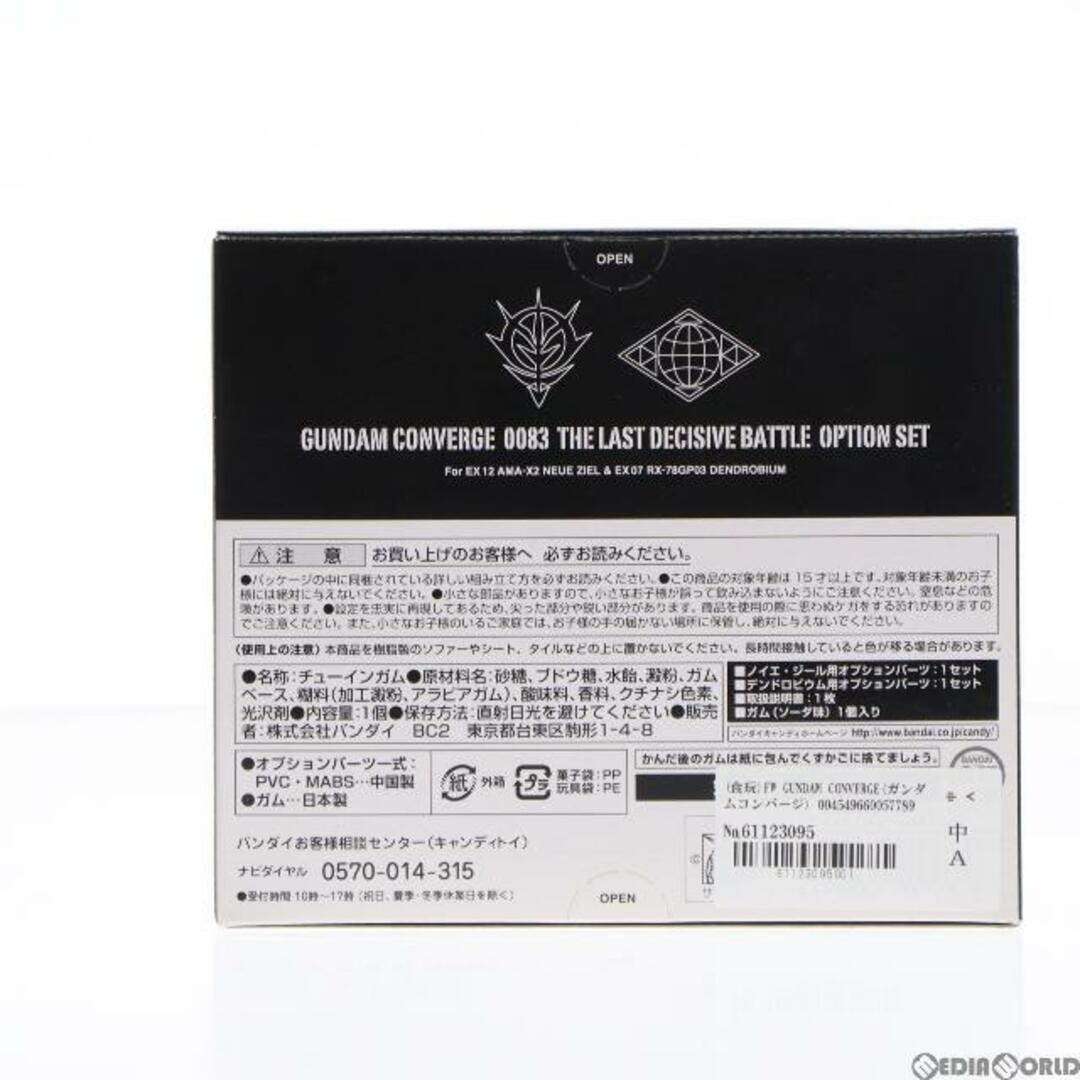 OPEN
GUNDAM CONVERGE 0083 THE LAST DECISIVE BATTLE OPTION SET
For EX12 AMA-X2 NEUE ZIEL & EX07 RX-78GP03 DENDROBIUM
⚠注 意 お買い上げのお客様へ 必ずお読みください。
●パッケージの中に同梱されている詳しい組み立て方を必ずお読みください。●この商品の対象年齢は15才以上です。対象年齢未満のお子
様には絶対に与えないでください。●小さな部品がありますので、小さなお子様が誤って飲み込まないようにご注意ください。窒息などの危
険があります。●設定を忠実に再現してあるため、尖った部分や鋭い部分があります。商品を使用の際に思わぬケガをする恐れがありますの
でご注意ください。また、小さなお子様のいるご家庭では、お子様の手の届かない場所に保管し、絶対に与えないでください。
〈使用上の注意〉本商品を樹脂製のソファーやシート、タイルなどの上に置かないでください。長時間接触していると色が移る場合があります。
●名称:チューインガム●原材料名:砂糖、ブドウ糖、水飴、澱粉、ガム
ベース、糊料(加工澱粉、アラビアガム)、酸味料、香料、クチナシ色素、
光沢剤●内容量:1個●保存方法:直射日光を避けてください●販売
者:株式会社バンダイ BC2 東京都台東区駒形1-4-8
■ノイエ・ジール用オプションパーツ:1セット
■デンドロビウム用オプションパーツ:1セット
■取扱説明書:1枚
■ガム(ソーダ味)1個入り
バンダイキャンディホームページ http://www.bandai.co.jp/candy/
●オプションパーツ一式:
PVC・MABS…中国製
●ガム…日本製
紙 外箱 プラ 菓子袋:PP
玩具袋:PE
かんだ後のガムは紙に包んでくずかごに捨てましょう。
BANDAI
(食玩)FW GUNDAM CONVERGE(ガンダ
ムコンバージ) 004549660057789
キ く
No.61123095
中
A
61123095001
バンダイお客様相談センター(キャンディトイ)
ナビダイヤル 0570-014-315
●受付時間 10時～17時(祝日、夏季・冬季休業日を除く)
©
サ
OPEN
MEDIAWORLD